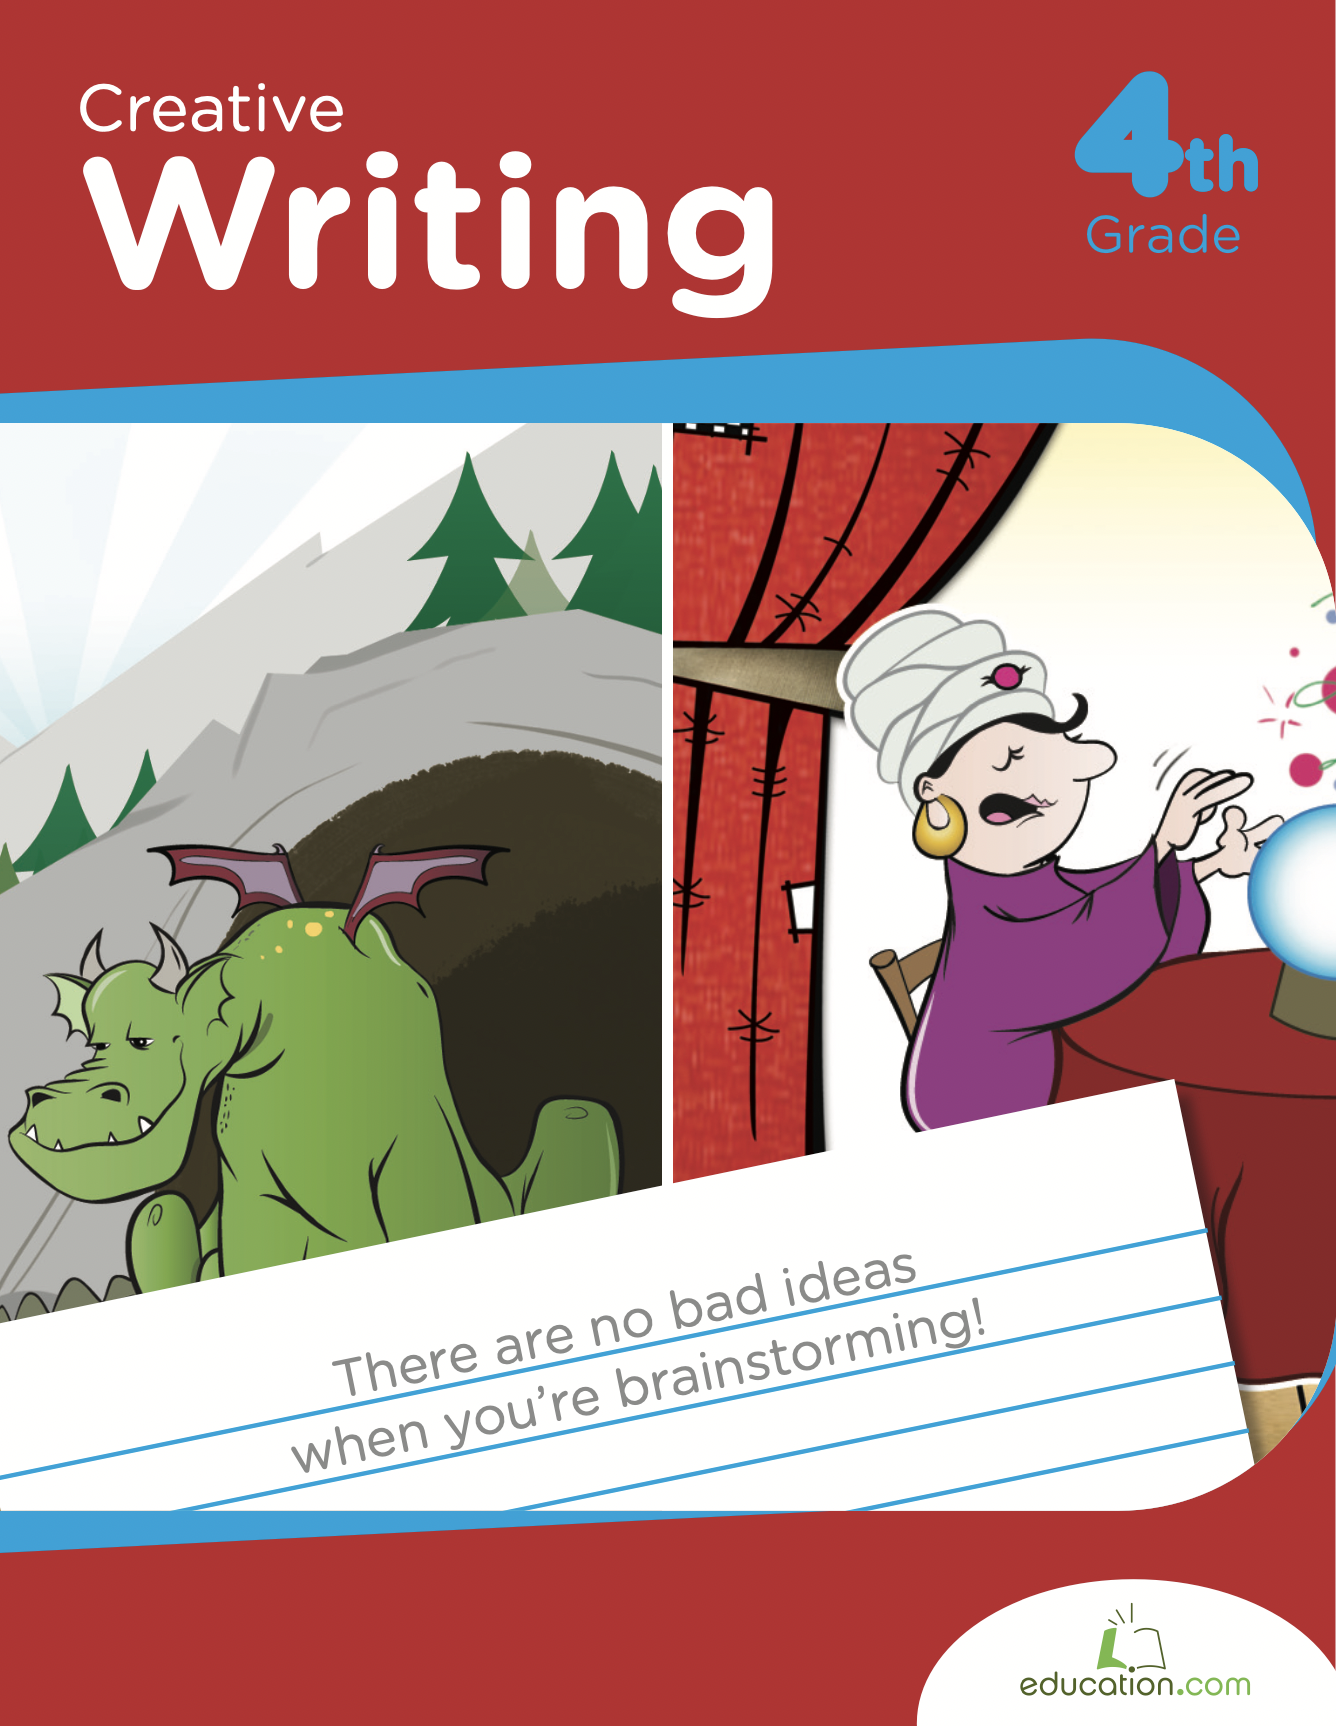 Creative
Writing
4th
Grade
There are no bad ideas
when you're brainstorming!
education.com